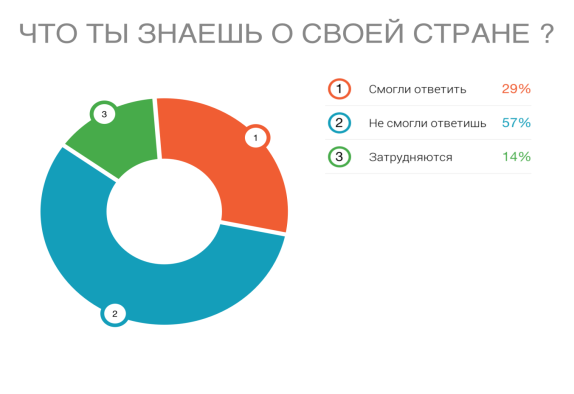 ЧТО ТЫ ЗНАЕШЬ О СВОЕЙ СТРАНЕ ?
1 Смогли ответить 29%
2 Не смогли ответишь 57%
3 Затрудняются 14%
3
1
2